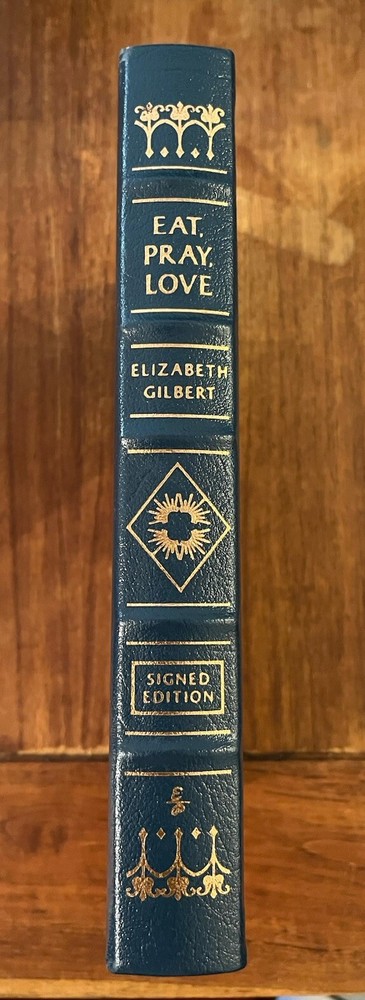 EAT,
PRAY,
LOVE
ELIZABETH
GILBERT
SIGNED
EDITION